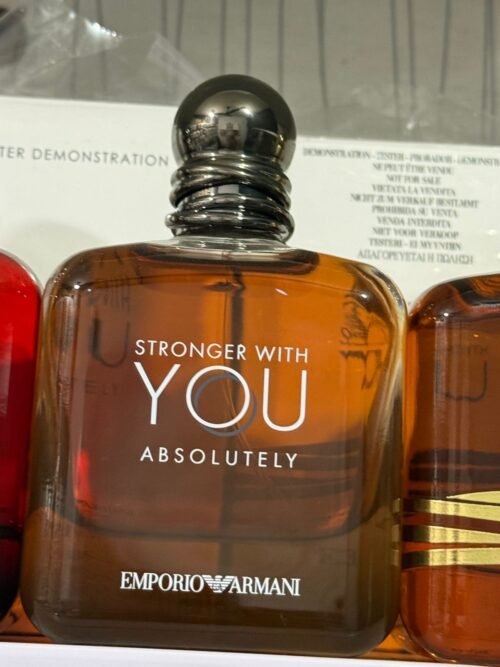 TER DEMONSTRATION
DEMONSTRATION - TESTER - PROBADOR - DEMONST
NE PEUT ÊTRE VENDU
NOT FOR SALE
VIETATA LA VENDITA
NICHT ZUM VERKAUF BESTIMMT
PROHIBIDA SU VENTA
VENDA INTERDITA
NIET VOOR VERKOOP
TESTERI - EI MYYNTIIN
ΑΠΑΓΟΡΕΥΕΤΑΙ Η ΠΩΛΗΣΗ
STRONGER WITH
YOU
ABSOLUTELY
EMPORIO ARMANI